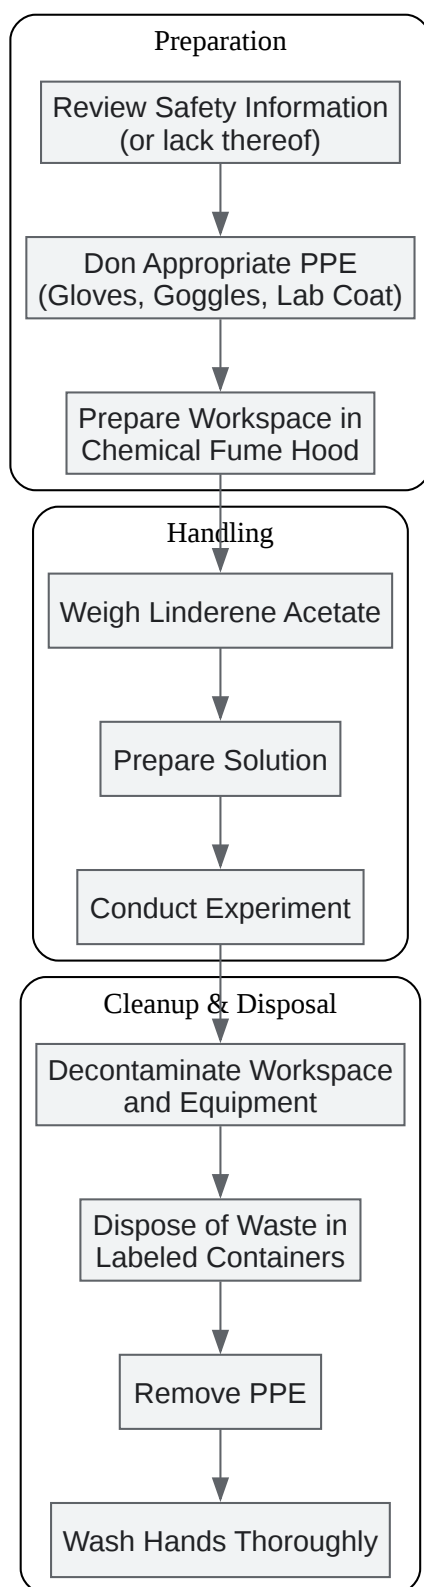 Preparation
Review Safety Information
(or lack thereof)
Don Appropriate PPE
(Gloves, Goggles, Lab Coat)
Prepare Workspace in
Chemical Fume Hood
Handling
Weigh Linderene Acetate
Prepare Solution
Conduct Experiment
Cleanup & Disposal
Decontaminate Workspace
and Equipment
Dispose of Waste in
Labeled Containers
Remove PPE
Wash Hands Thoroughly